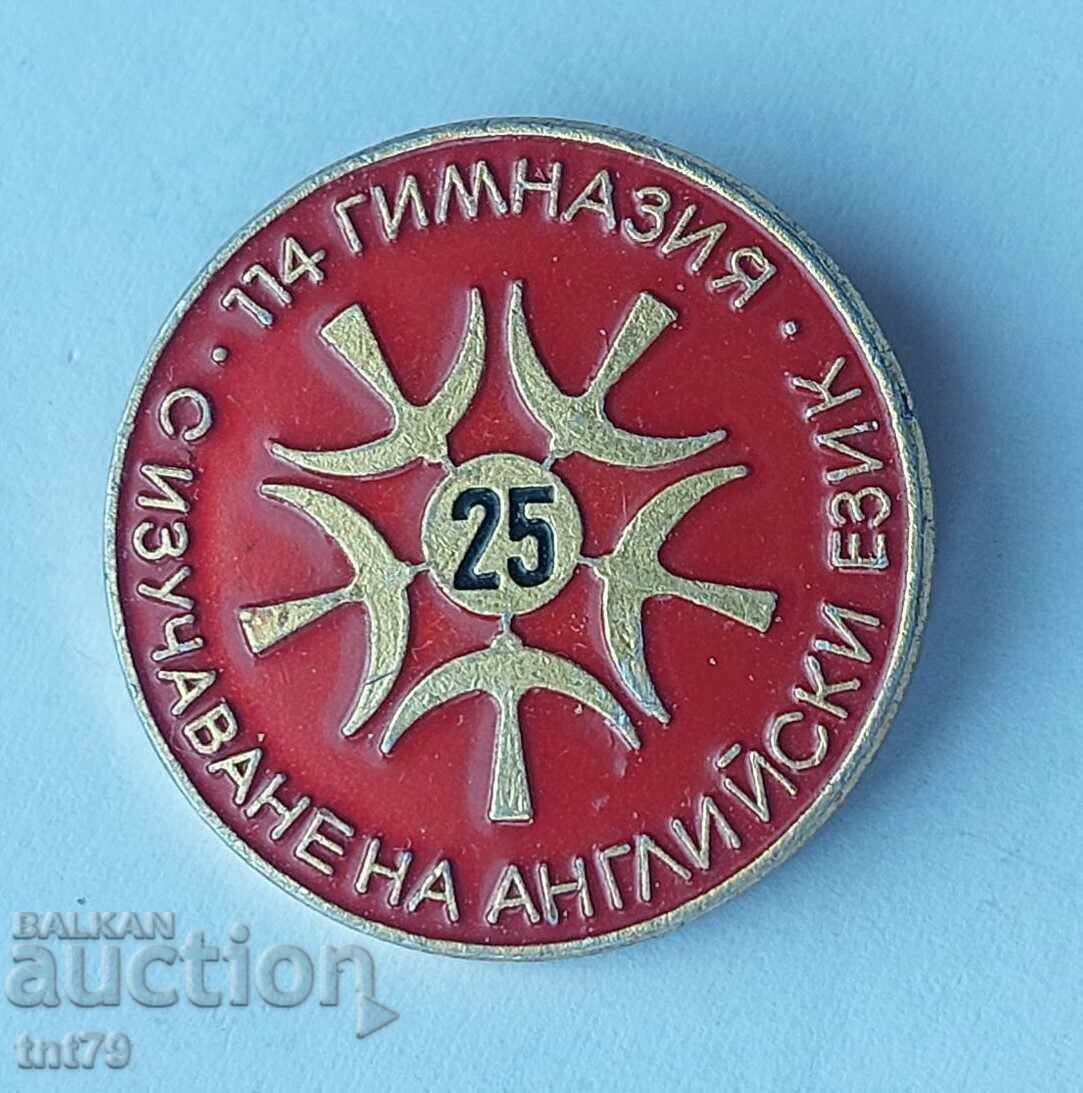 · 114 ГИМНАЗИЯ ·
С ИЗУЧАВАНЕ НА АНГЛИЙСКИ ЕЗИК
25
BALKAN
auction
tnt79